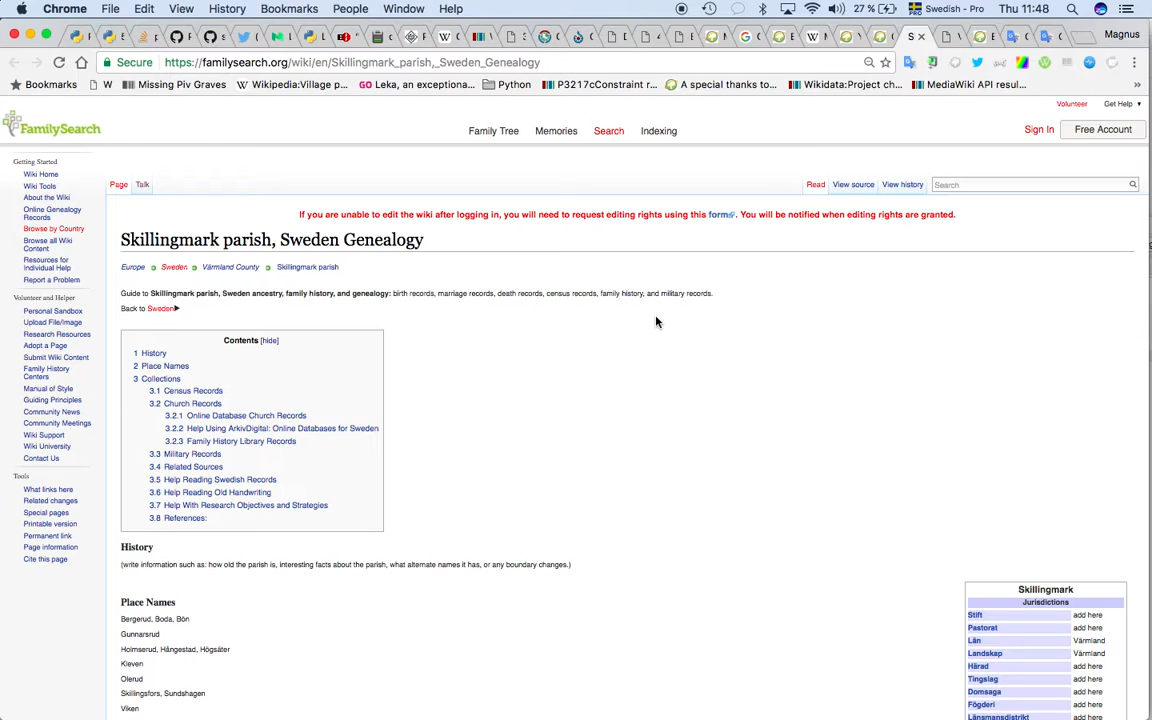 Chrome File Edit View History Bookmarks People Window Help 27 % Swedish - Pro Thu 11:48
Magnus
Secure https://familysearch.org/wiki/en/Skillingmark_parish,_Sweden_Genealogy
Bookmarks W Missing Piv Graves Wikipedia:Village p... Leka, an exceptiona... Python P3217cConstraint r... A special thanks to... Wikidata:Project ch... MediaWiki API resul... »
Volunteer Get Help
FamilySearch Family Tree Memories Search Indexing Sign In Free Account
Getting Started
Wiki Home
Wiki Tools
About the Wiki
Online Genealogy
Records
Browse by Country
Browse all Wiki
Content
Resources for
Individual Help
Report a Problem
Volunteer and Helper
Personal Sandbox
Upload File/Image
Research Resources
Adopt a Page
Submit Wiki Content
Family History
Centers
Manual of Style
Guiding Principles
Community News
Community Meetings
Wiki Support
Wiki University
Contact Us
Tools
What links here
Related changes
Special pages
Printable version
Permanent link
Page information
Cite this page
Page Talk Read View source View history Search
If you are unable to edit the wiki after logging in, you will need to request editing rights using this form. You will be notified when editing rights are granted.
Skillingmark parish, Sweden Genealogy
Europe Sweden Värmland County Skillingmark parish
Guide to Skillingmark parish, Sweden ancestry, family history, and genealogy: birth records, marriage records, death records, census records, family history, and military records.
Back to Sweden
Contents [hide]
1 History
2 Place Names
3 Collections
3.1 Census Records
3.2 Church Records
3.2.1 Online Database Church Records
3.2.2 Help Using ArkivDigital: Online Databases for Sweden
3.2.3 Family History Library Records
3.3 Military Records
3.4 Related Sources
3.5 Help Reading Swedish Records
3.6 Help Reading Old Handwriting
3.7 Help With Research Objectives and Strategies
3.8 References:
History
(write information such as: how old the parish is, interesting facts about the parish, what alternate names it has, or any boundary changes.)
Place Names
Bergerud, Boda, Bön
Gunnarsrud
Holmserud, Hångestad, Högsäter
Kleven
Olerud
Skillingsfors, Sundshagen
Viken
Skillingmark
Jurisdictions
Stift add here
Pastorat add here
Län Värmland
Landskap Värmland
Härad add here
Tingslag add here
Domsaga add here
Fögderi add here
Länsmansdistrikt add here